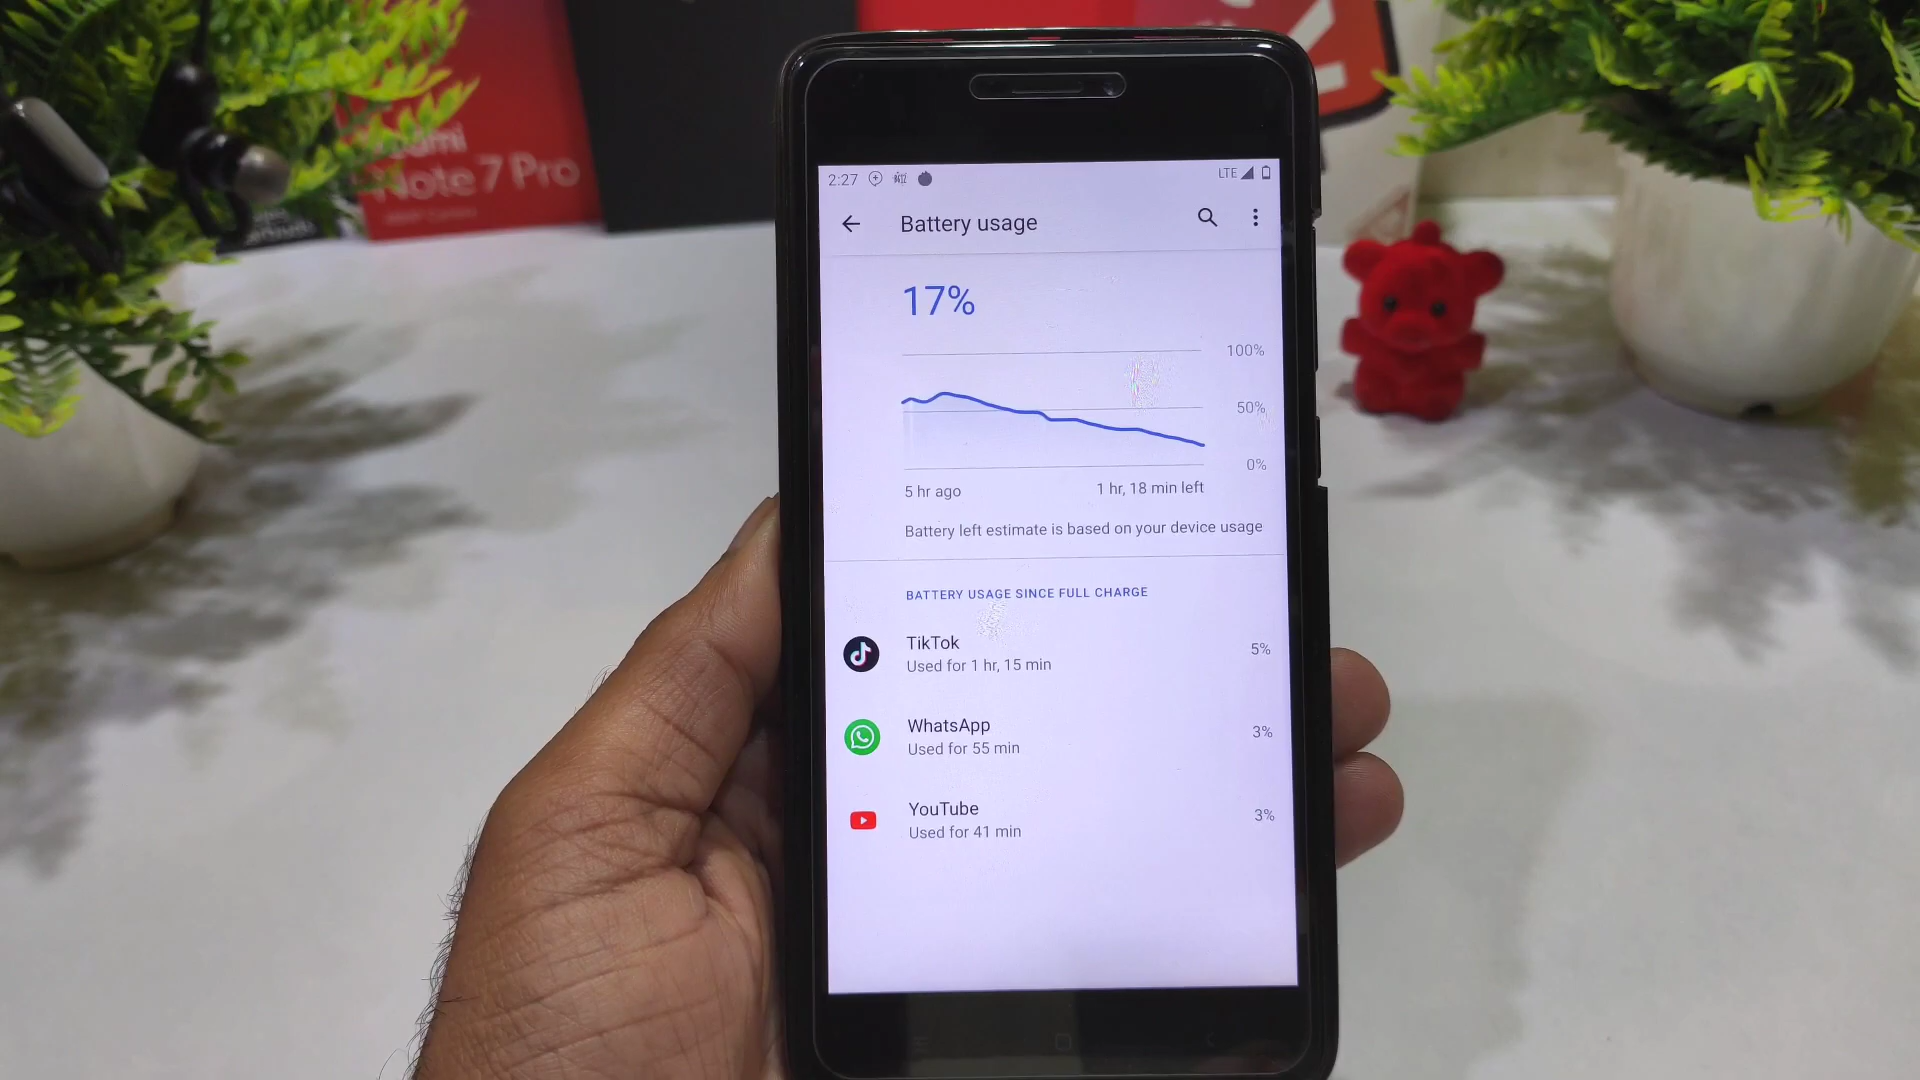 Redmi
Note 7 Pro
2:27
LTE
Battery usage
17%
100%
50%
0%
5 hr ago
1 hr, 18 min left
Battery left estimate is based on your device usage
BATTERY USAGE SINCE FULL CHARGE
TikTok
5%
Used for 1 hr, 15 min
WhatsApp
3%
Used for 55 min
YouTube
3%
Used for 41 min